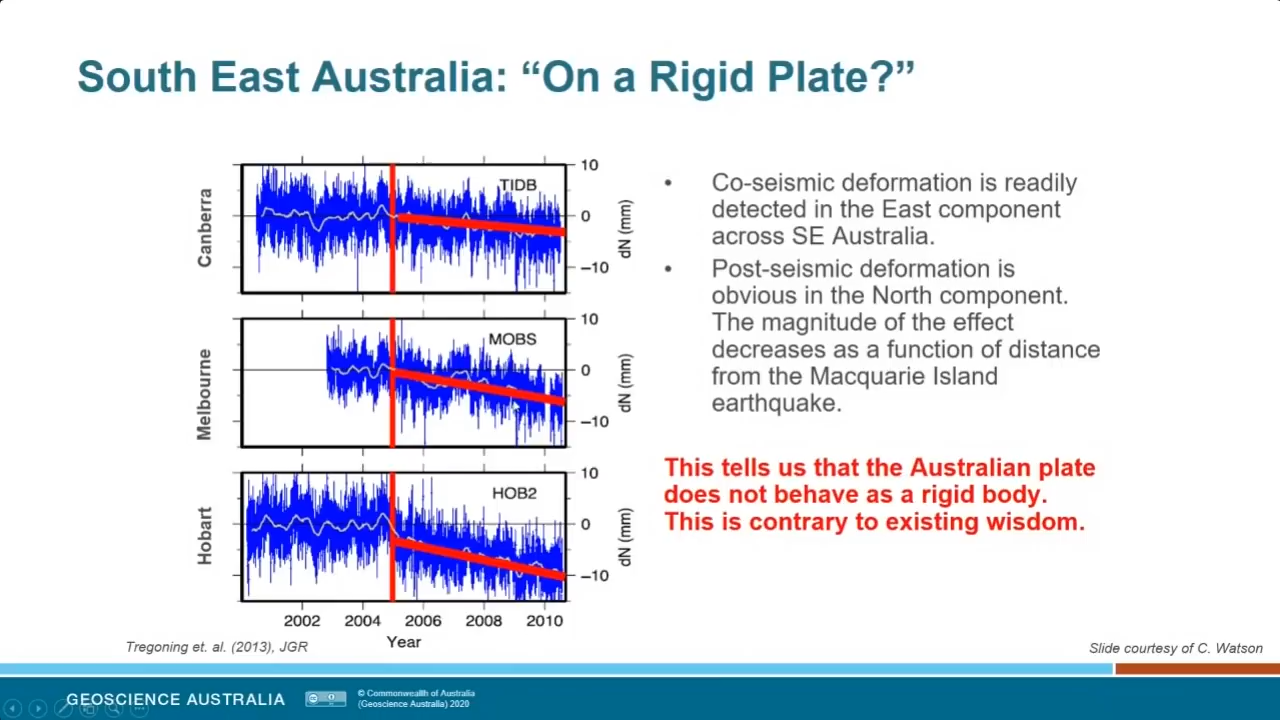 South East Australia: “On a Rigid Plate?”
Canberra
TIDB
10
0
−10
dN (mm)
Melbourne
MOBS
10
0
−10
dN (mm)
Hobart
HOB2
10
0
−10
dN (mm)
2002 2004 2006 2008 2010
Year
• Co-seismic deformation is readily
detected in the East component
across SE Australia.
• Post-seismic deformation is
obvious in the North component.
The magnitude of the effect
decreases as a function of distance
from the Macquarie Island
earthquake.
This tells us that the Australian plate
does not behave as a rigid body.
This is contrary to existing wisdom.
Tregoning et. al. (2013), JGR
Slide courtesy of C. Watson
GEOSCIENCE AUSTRALIA
© Commonwealth of Australia
(Geoscience Australia) 2020